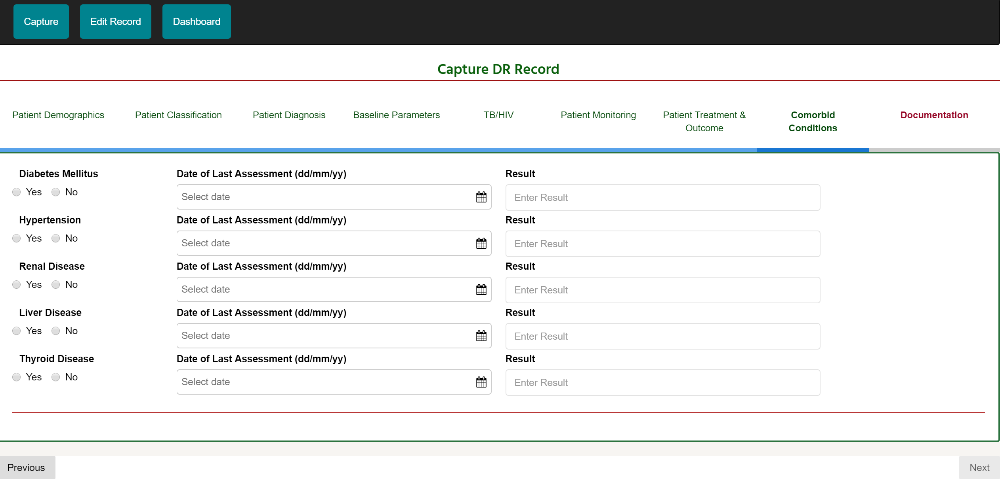 Capture Edit Record Dashboard
Capture DR Record
Patient Demographics Patient Classification Patient Diagnosis Baseline Parameters TB/HIV Patient Monitoring Patient Treatment & Comorbid Documentation
Outcome Conditions
Diabetes Mellitus Date of Last Assessment (dd/mm/yy) Result
Yes No Select date Enter Result
Hypertension Date of Last Assessment (dd/mm/yy) Result
Yes No Select date Enter Result
Renal Disease Date of Last Assessment (dd/mm/yy) Result
Yes No Select date Enter Result
Liver Disease Date of Last Assessment (dd/mm/yy) Result
Yes No Select date Enter Result
Thyroid Disease Date of Last Assessment (dd/mm/yy) Result
Yes No Select date Enter Result
Previous Next